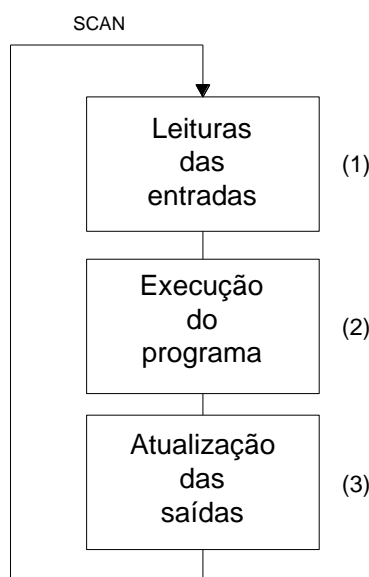 SCAN
Leituras
das
entradas
(1)
Execução
do
programa
(2)
Atualização
das
saídas
(3)